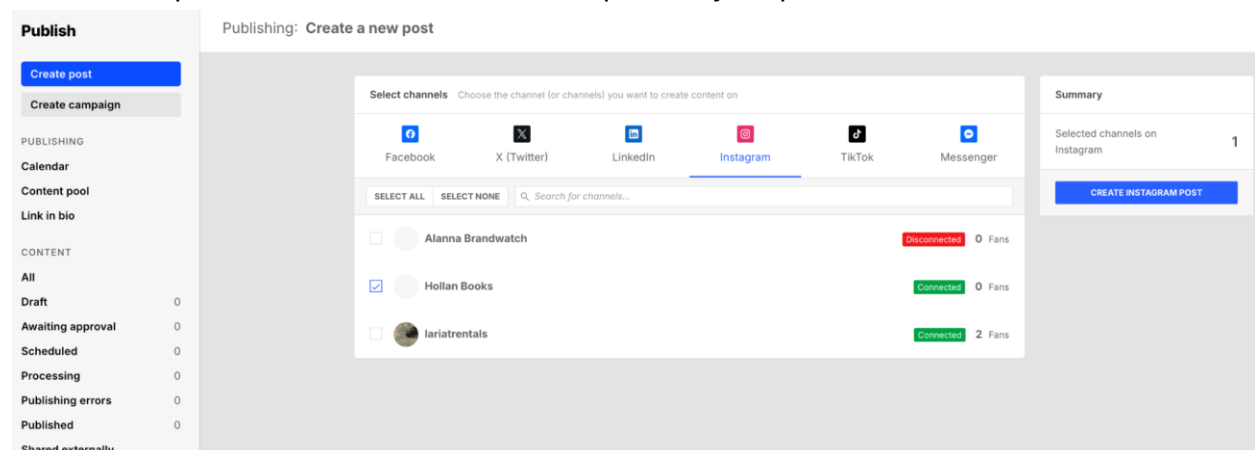 Publish
Create post
Create campaign
PUBLISHING
Calendar
Content pool
Link in bio
CONTENT
All
Draft 0
Awaiting approval 0
Scheduled 0
Processing 0
Publishing errors 0
Published 0
Shared externally
Publishing: Create a new post
Select channels Choose the channel (or channels) you want to create content on
Facebook X (Twitter) LinkedIn Instagram TikTok Messenger
SELECT ALL SELECT NONE Search for channels...
Alanna Brandwatch Disconnected 0 Fans
Hollan Books Connected 0 Fans
lariatrentals Connected 2 Fans
Summary
Selected channels on
Instagram 1
CREATE INSTAGRAM POST